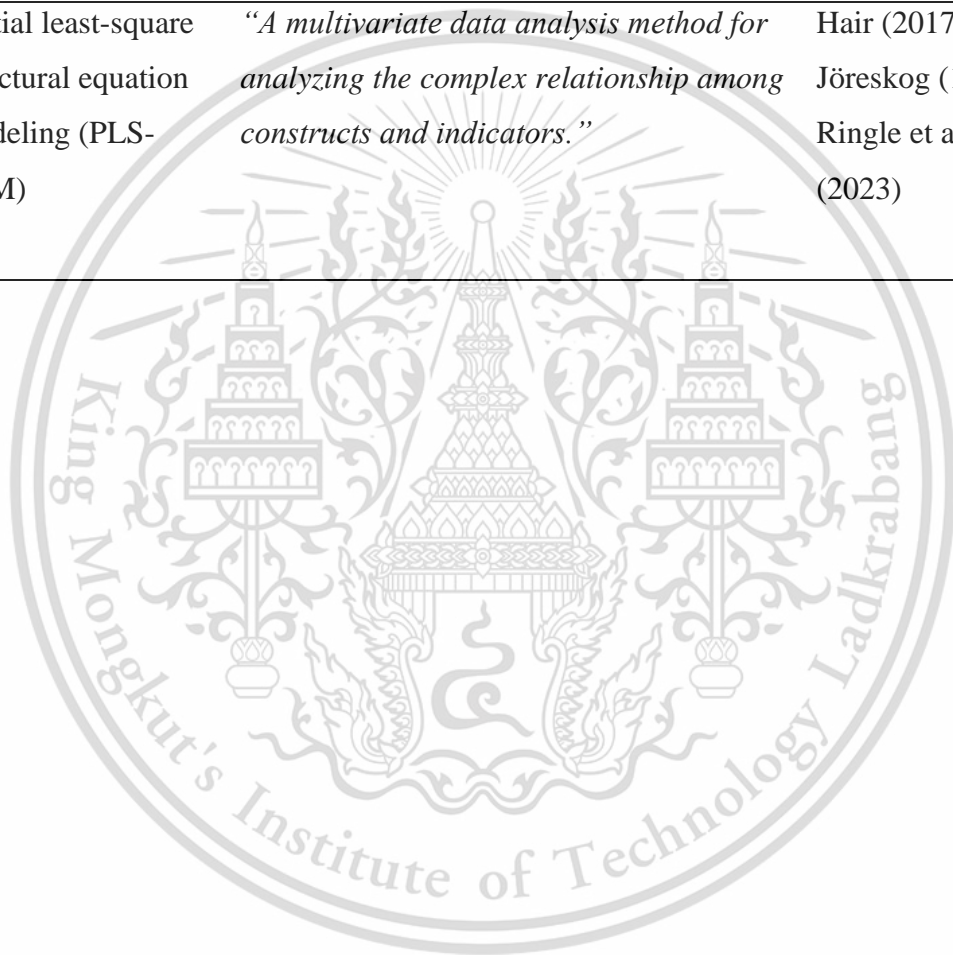 tial least-square “A multivariate data analysis method for Hair (2017
ctural equation analyzing the complex relationship among Jöreskog (1
deling (PLS- constructs and indicators.” Ringle et a
M) (2023)
King Mongkut's Institute of Technology Ladkrabang